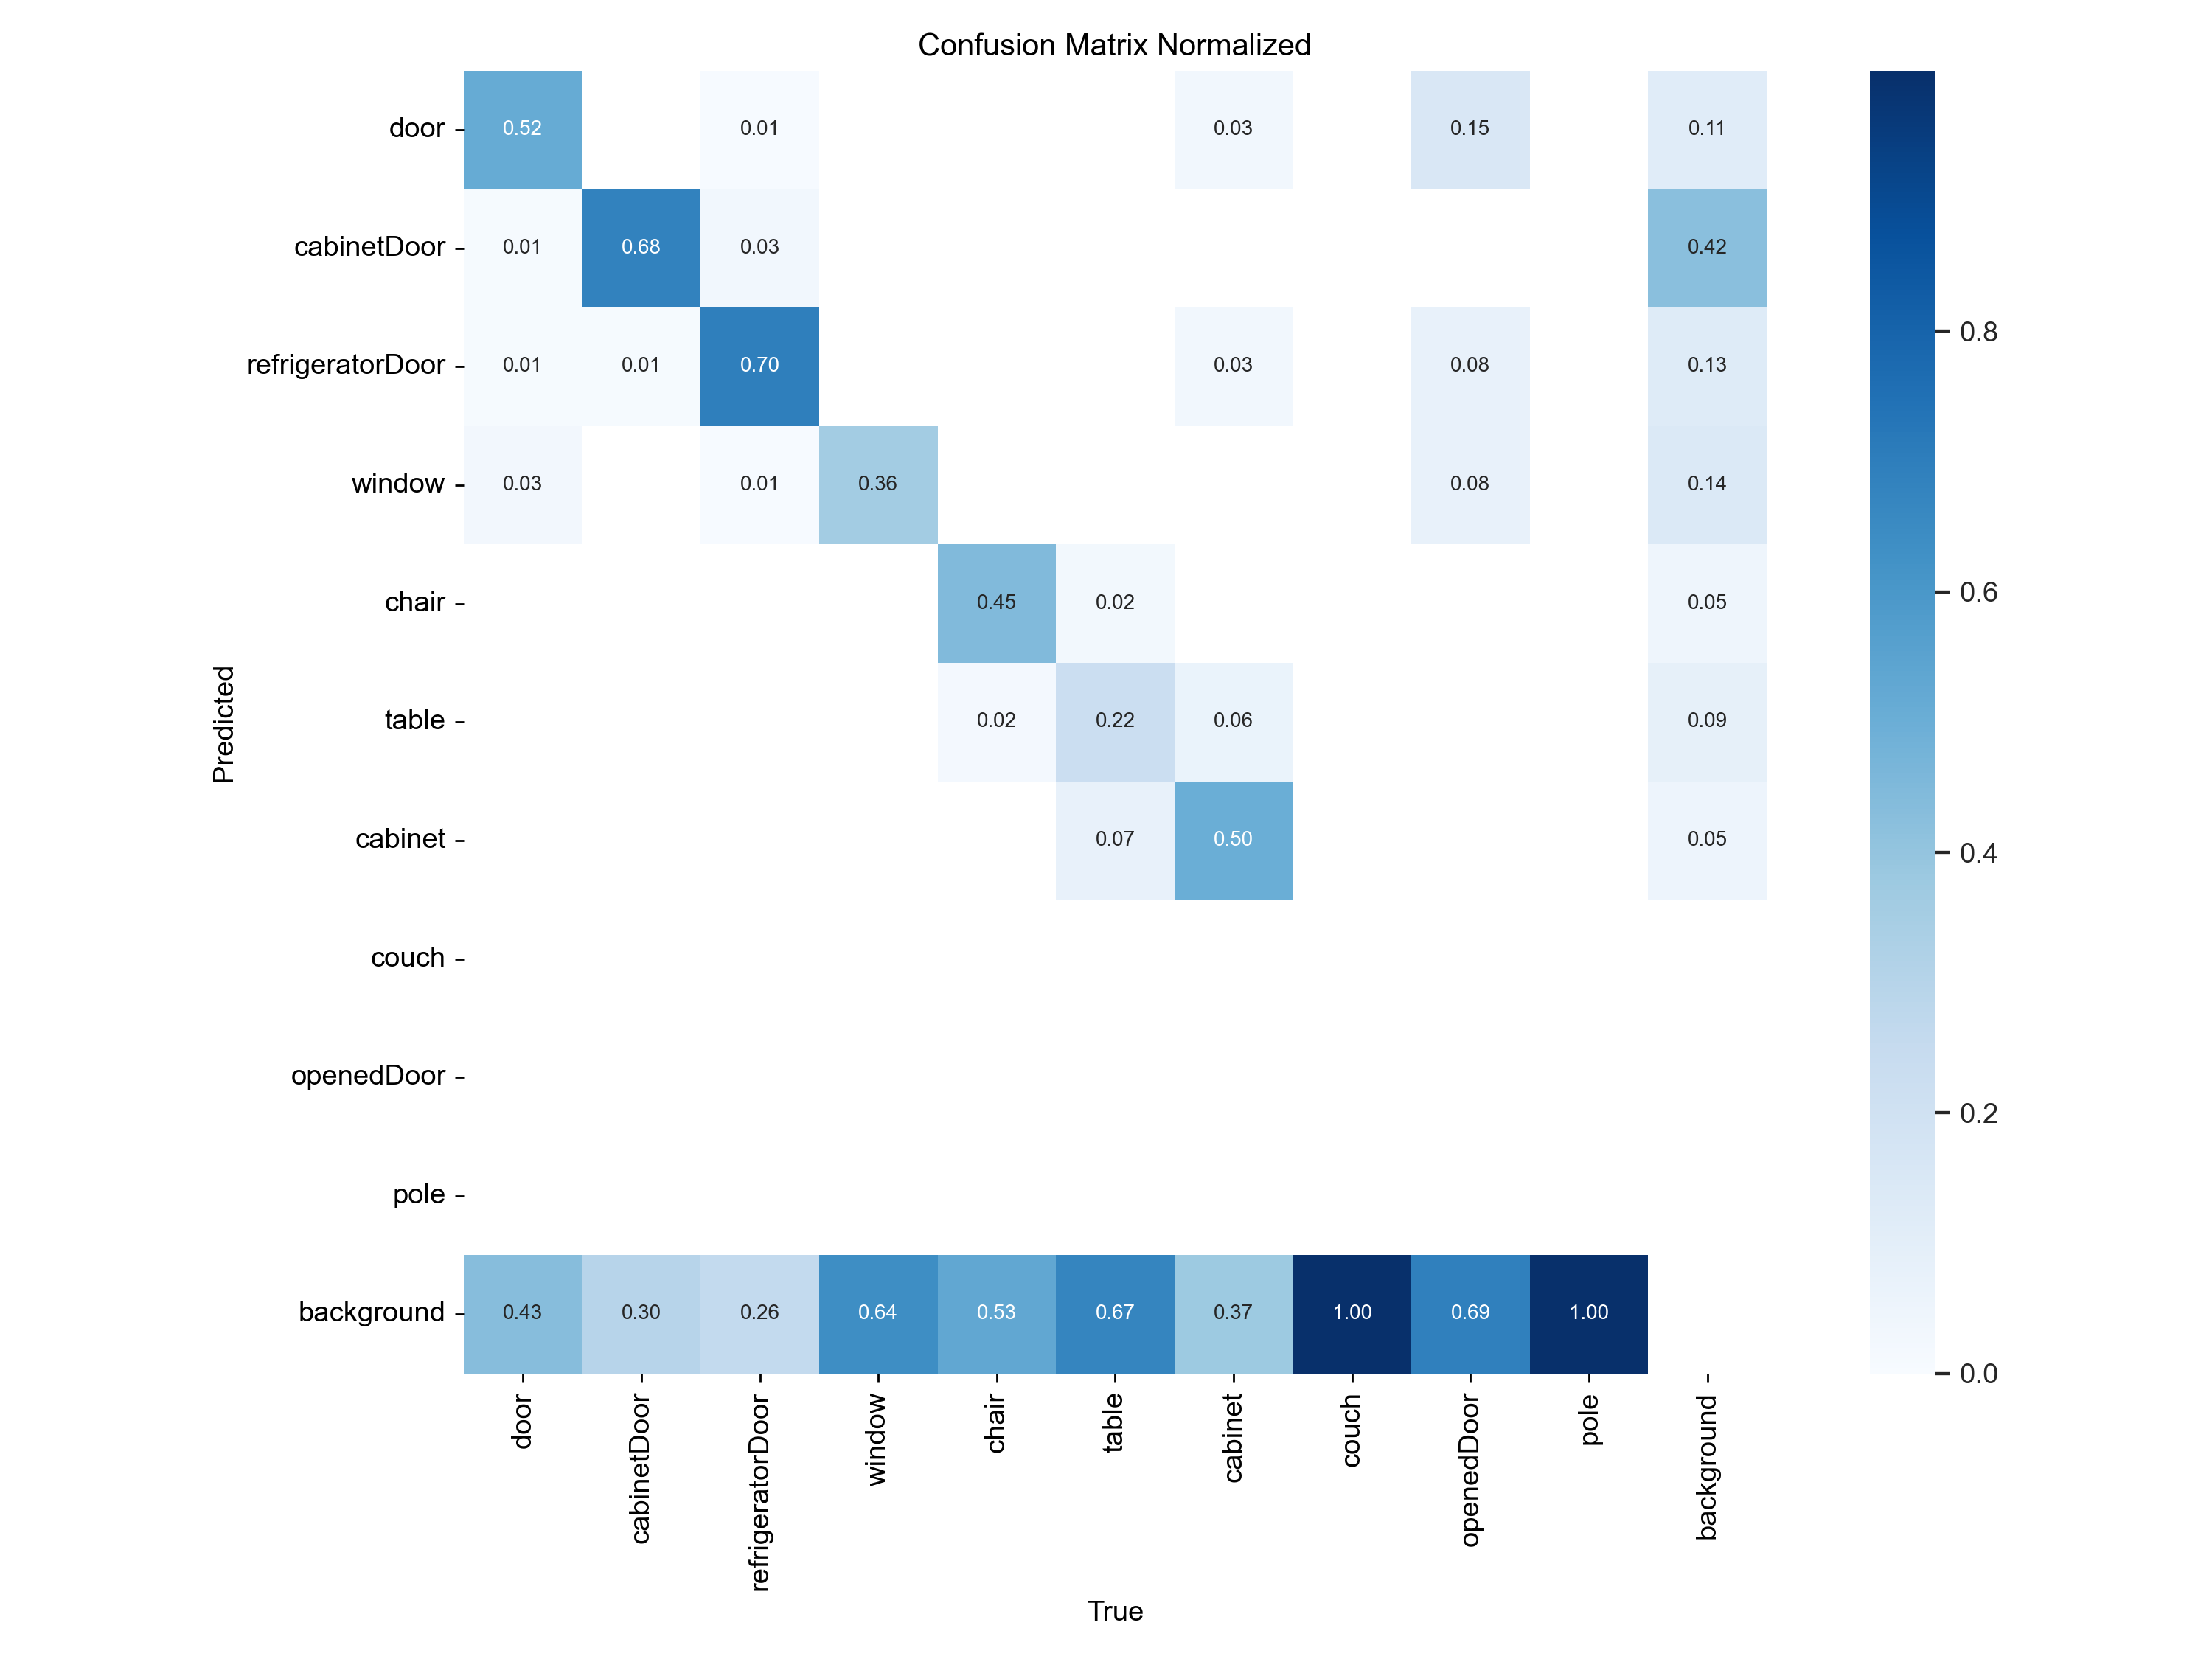 Confusion Matrix Normalized
door 0.52 0.01 0.03 0.15 0.11
cabinetDoor 0.01 0.68 0.03 0.42
refrigeratorDoor 0.01 0.01 0.70 0.03 0.08 0.13
window 0.03 0.01 0.36 0.08 0.14
chair 0.45 0.02 0.05
table 0.02 0.22 0.06 0.09
cabinet 0.07 0.50 0.05
couch
openedDoor
pole
background 0.43 0.30 0.26 0.64 0.53 0.67 0.37 1.00 0.69 1.00
door cabinetDoor refrigeratorDoor window chair table cabinet couch openedDoor pole background
True
Predicted
0.8
0.6
0.4
0.2
0.0